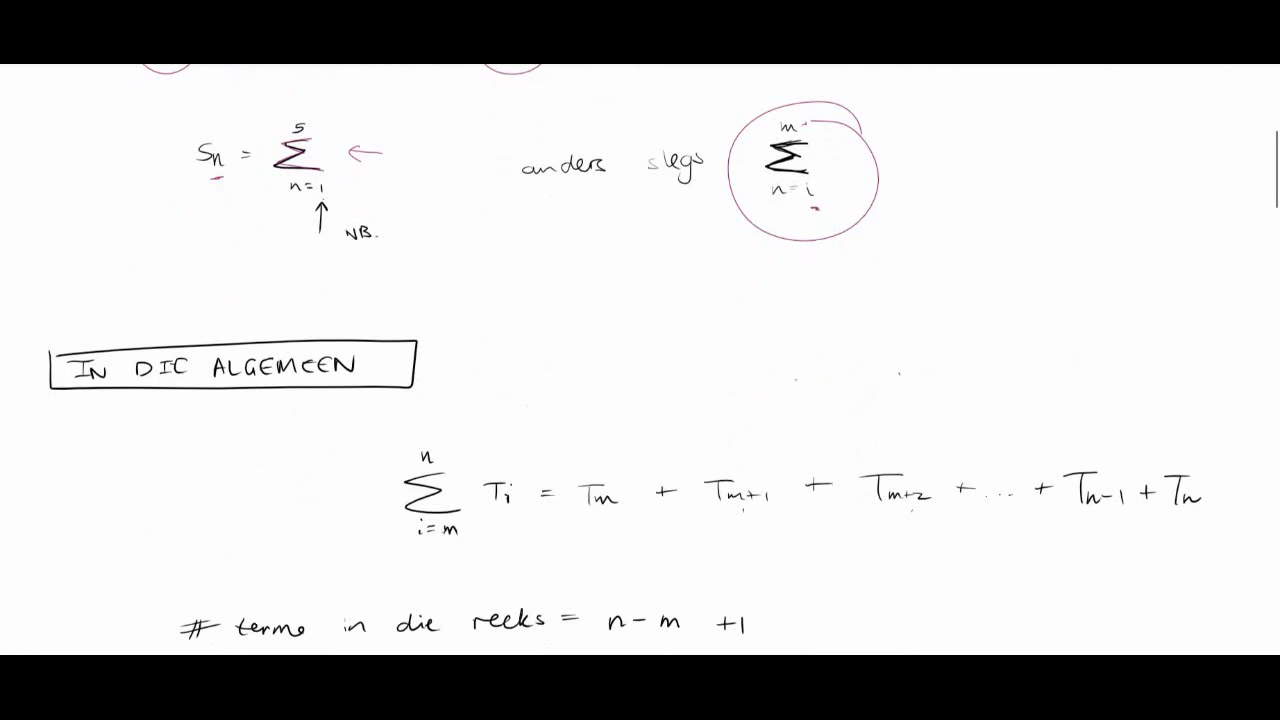 Sn = 5 Σ n=1 ← anders slegs m Σ n=i
↑ NB.
IN DIE ALGEMEEN
n Σ i=m Ti = Tm + Tm+1 + Tm+2 + ... + Tn-1 + Tn
# terme in die reeks = n - m + 1